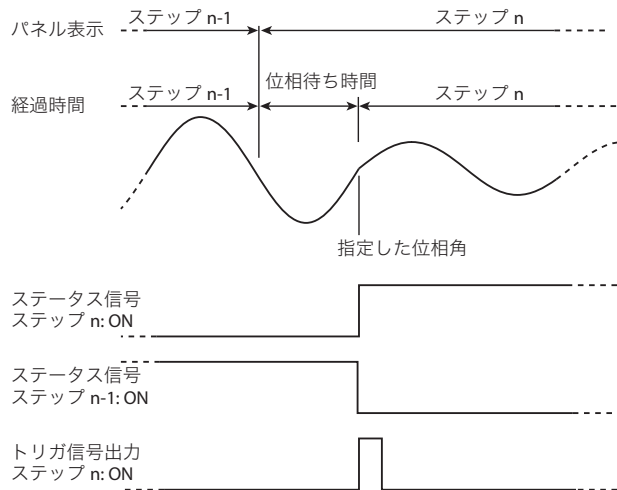 パネル表示
ステップ n-1
ステップ n
位相待ち時間
経過時間
ステップ n-1
ステップ n
指定した位相角
ステータス信号
ステップ n: ON
ステータス信号
ステップ n-1: ON
トリガ信号出力
ステップ n: ON